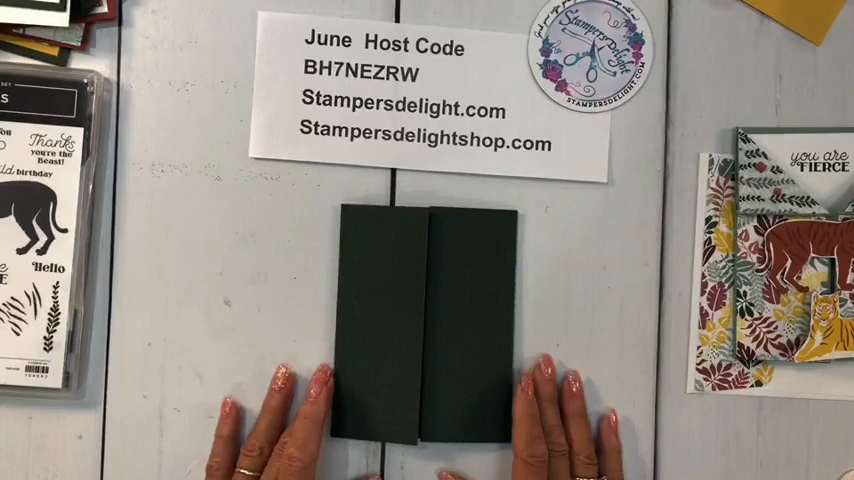 June Host Code
BH7NEZRW
Stampersdelight.com
Stampersdelightshop.com
Stampers Delight
STAMPERSDELIGHT.COM
SET
S
Thanks
you're the
Beast!
birthday
Hello
you are
FIERCE